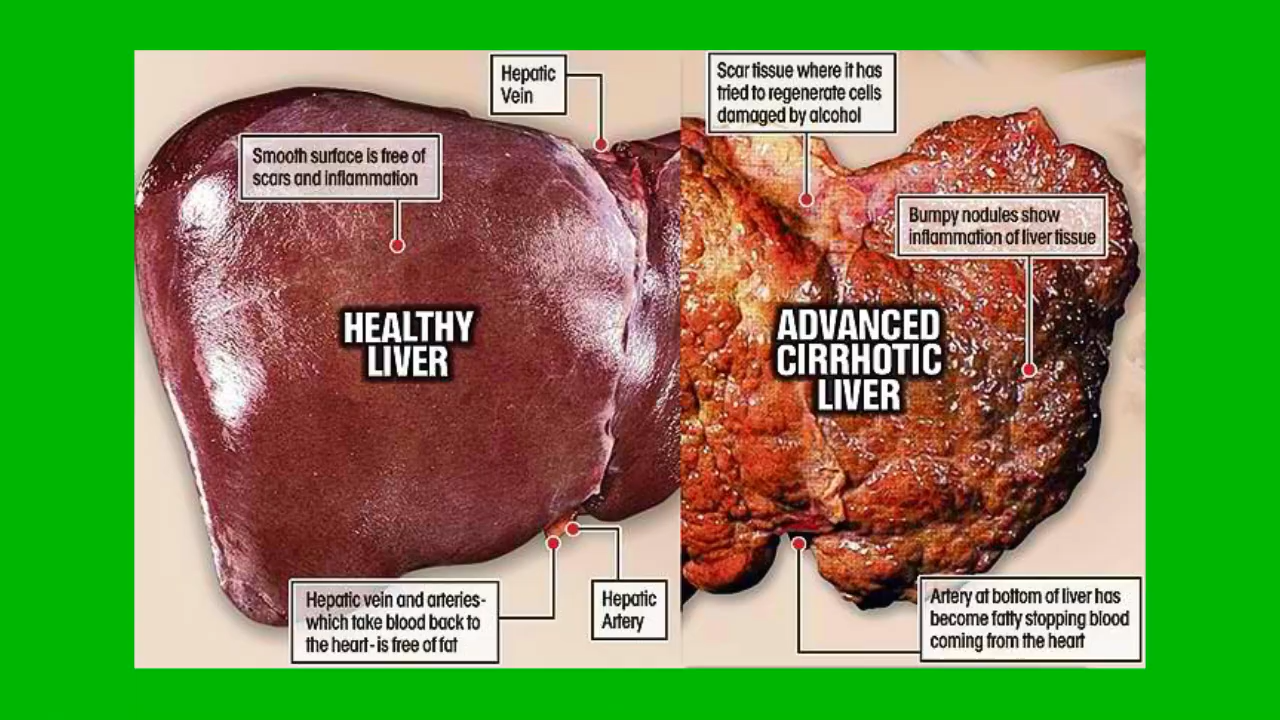 Hepatic
Vein
Smooth surface is free of
scars and inflammation
HEALTHY
LIVER
Hepatic vein and arteries-
which take blood back to
the heart- is free of fat
Hepatic
Artery
Scar tissue where it has
tried to regenerate cells
damaged by alcohol
Bumpy nodules show
inflammation of liver tissue
ADVANCED
CIRRHOTIC
LIVER
Artery at bottom of liver has
become fatty stopping blood
coming from the heart